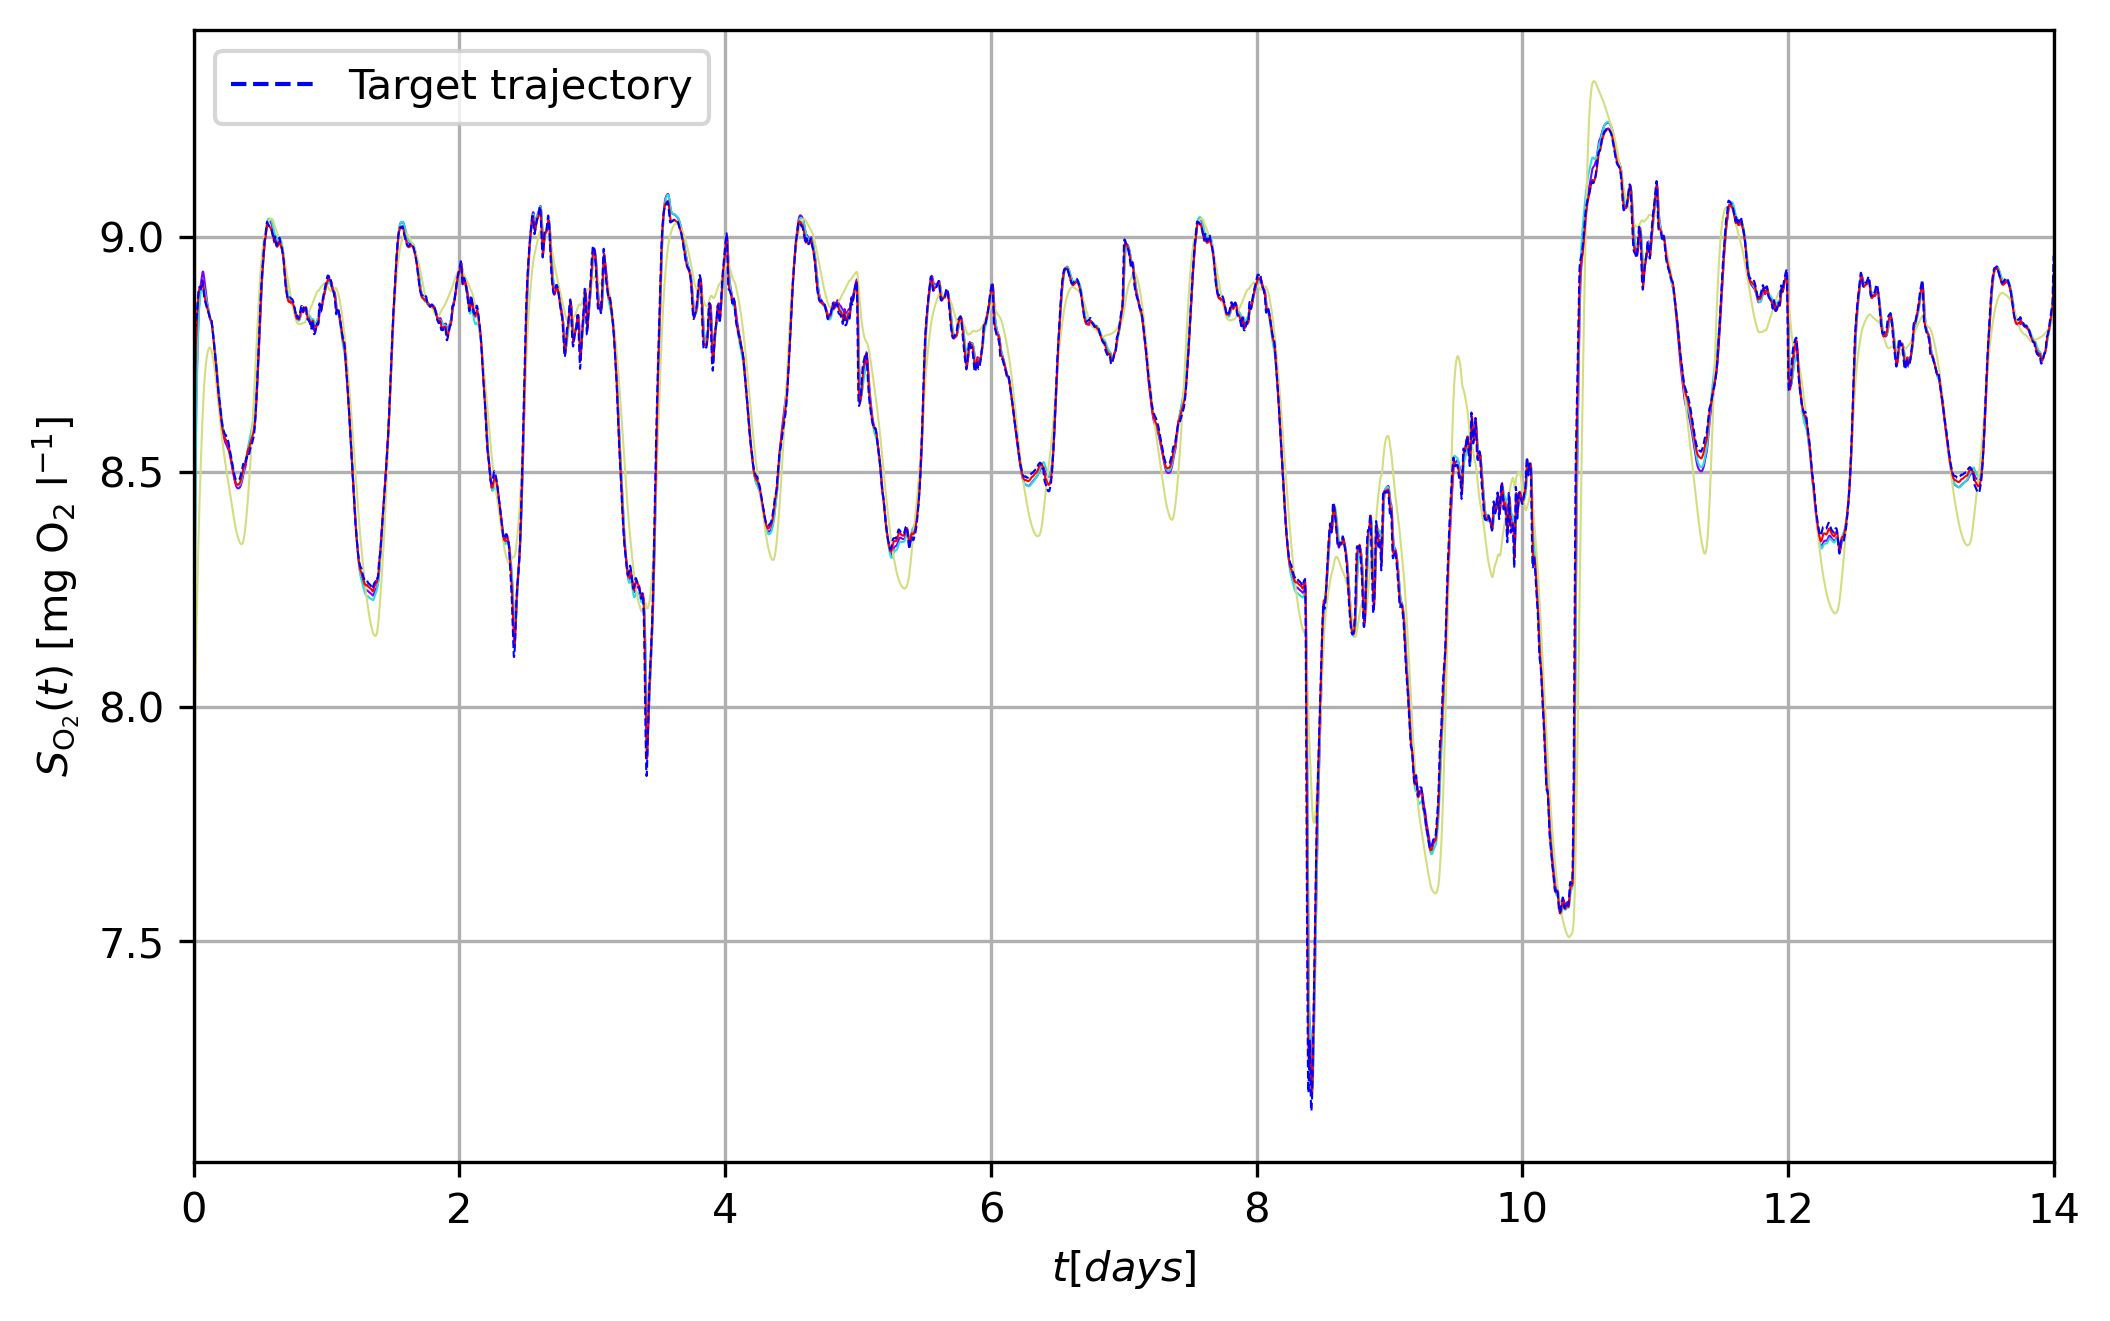 Target trajectory
9.0
8.5
8.0
7.5
S_{O_2}(t) [mg O_2 l^{-1}]
0 2 4 6 8 10 12 14
t[days]